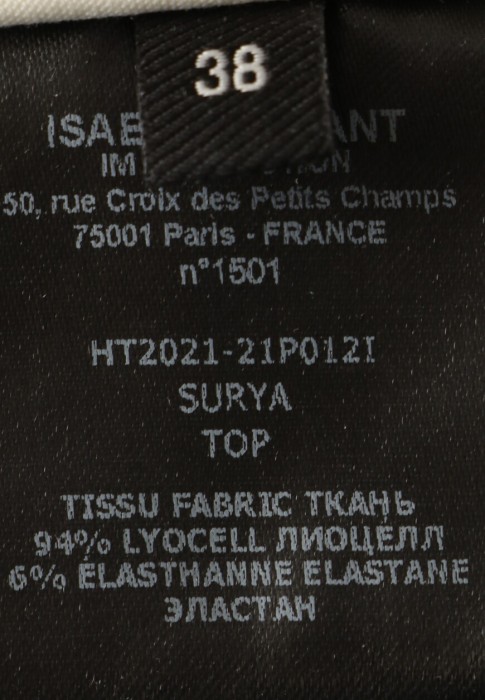 38
50, rue Croix des Petits Champs
75001 Paris - FRANCE
n°1501
HT2021-21P012I
SURYA
TOP
TISSU FABRIC ТКАНЬ
94% LYOCELL ЛИОЦЕЛЛ
6% ELASTHANNE ELASTANE
ЭЛАСТАН